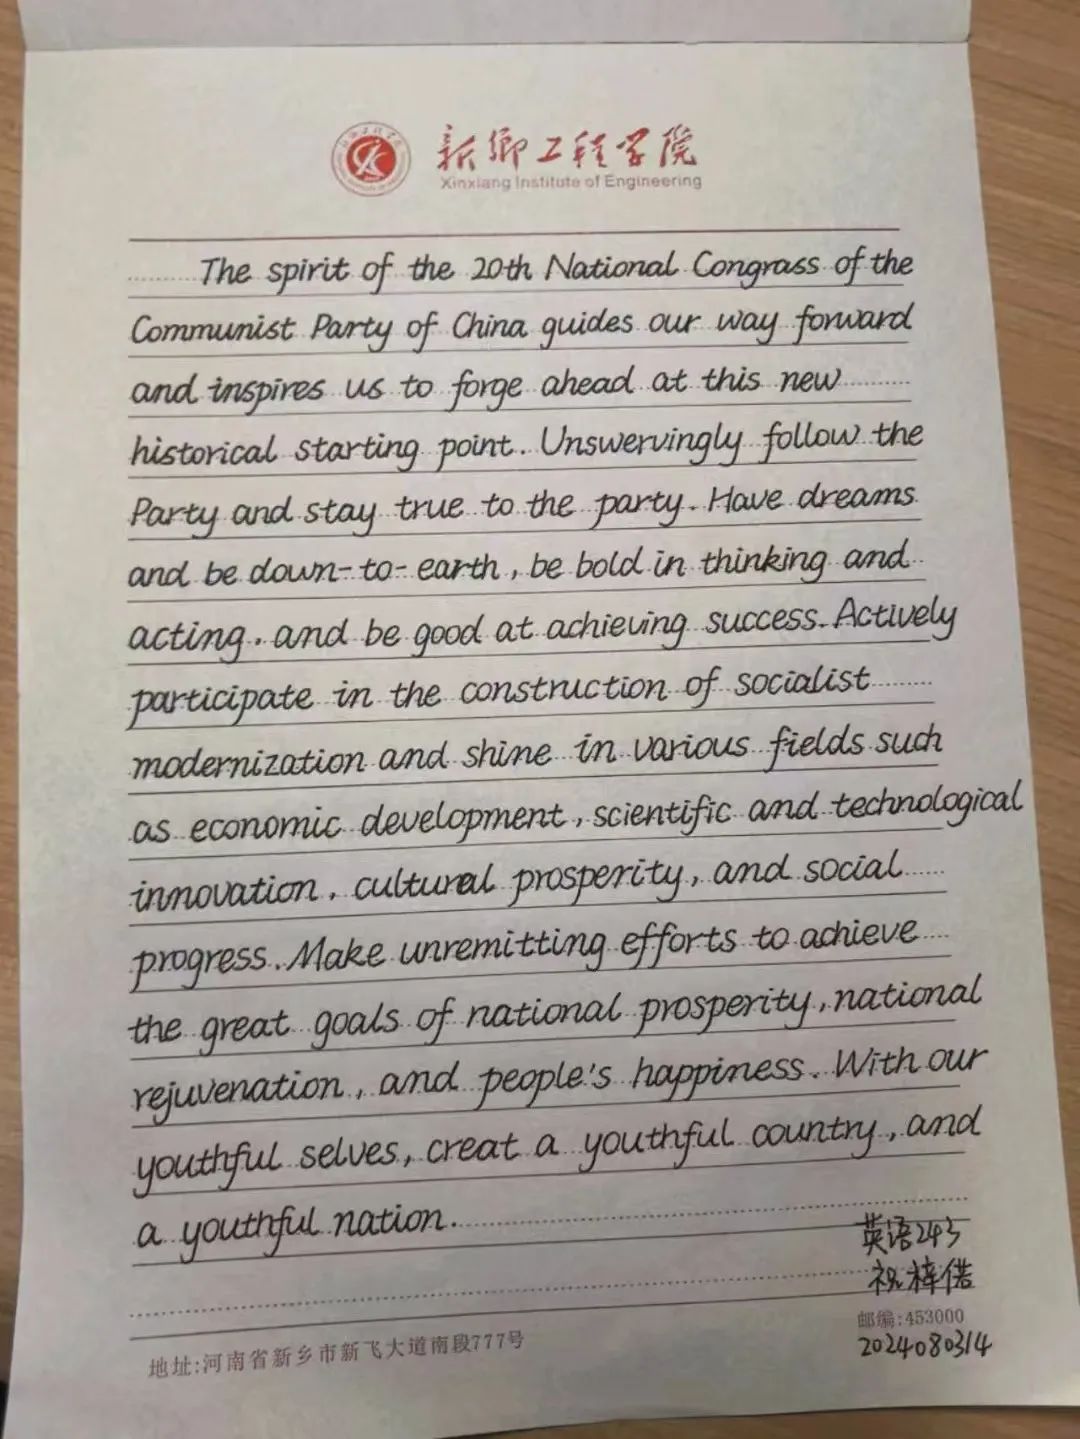 新鄉工程学院
Xinxiang Institute of Engineering
The spirit of the 20th National Congrass of the
Communist Party of China guides our way forward
and inspires us to forge ahead at this new
historical starting point. Unswervingly follow the
Party and stay true to the party. Have dreams
and be down-to-earth, be bold in thinking and
acting. and be good at achieving success. Actively
participate in the construction of socialist
modernization and shine in various fields such
as economic development, scientific and technological
innovation, cultural prosperity, and social
progress. Make unremitting efforts to achieve
the great goals of national prosperity, national
rejuvenation, and people's happiness. With our
youthful selves, creat a youthful country, and
a youthful nation.
英语243
祝梓偌
邮编:453000
地址:河南省新乡市新飞大道南段777号
2024080314